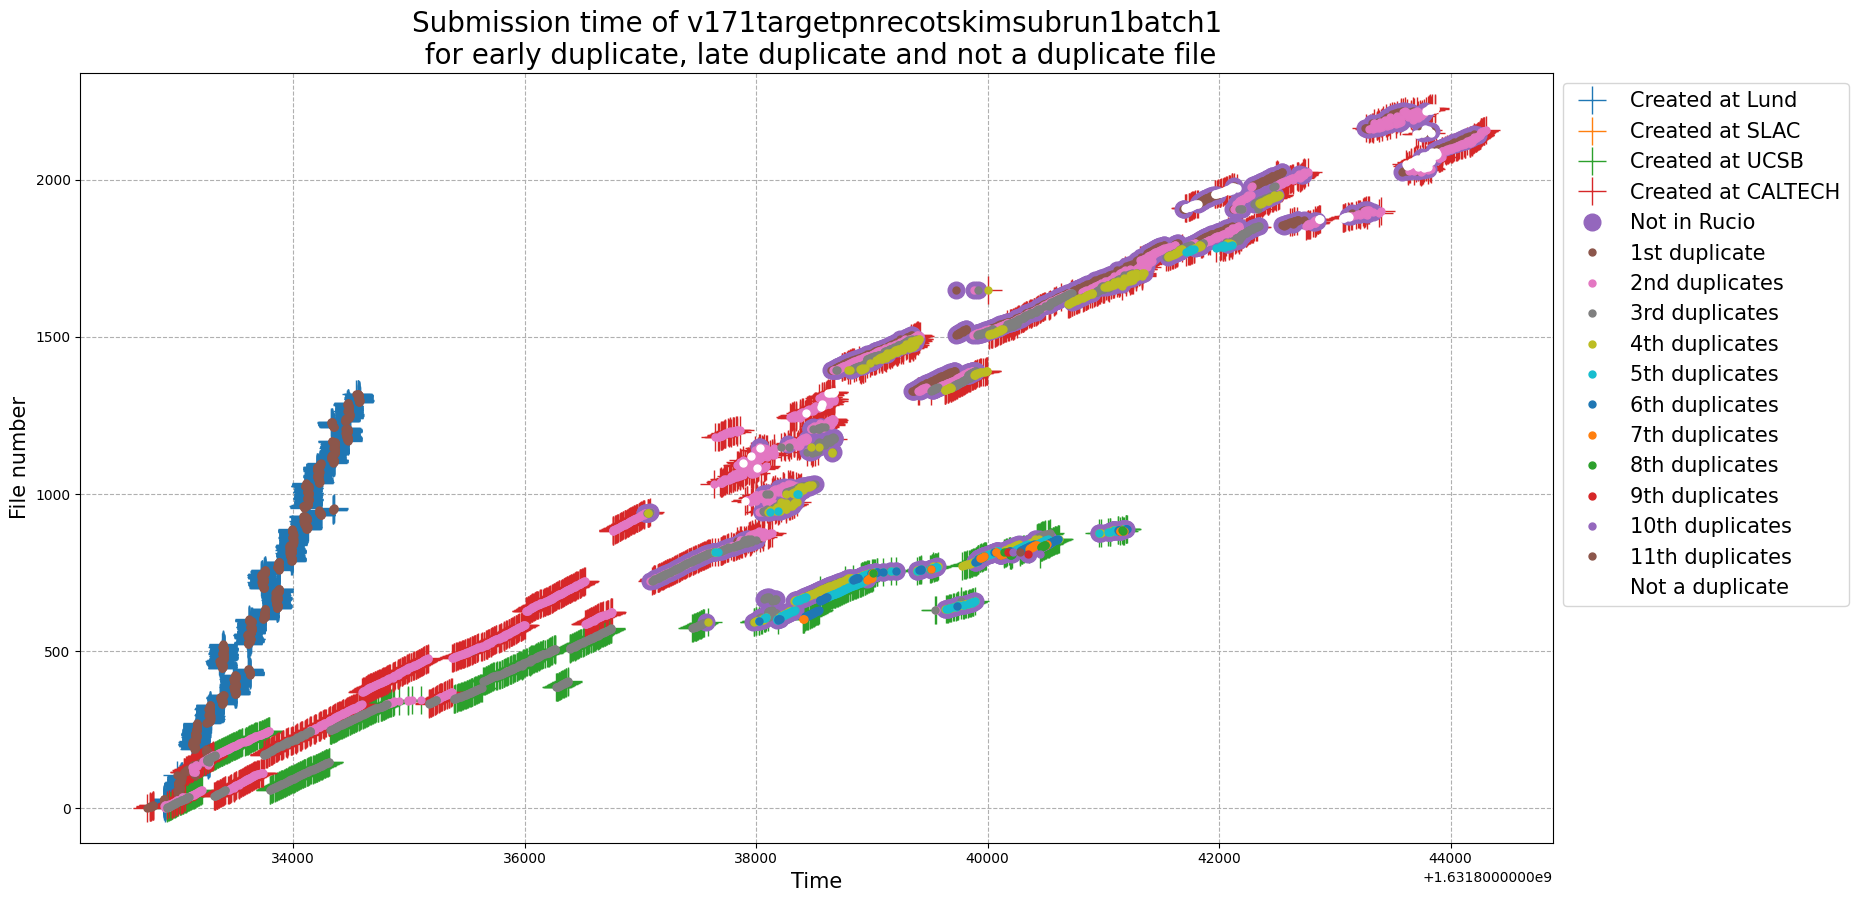 Submission time of v171targetpnrecotskimsubrun1batch1
for early duplicate, late duplicate and not a duplicate file
File number
2000
1500
1000
500
0
34000
36000
38000
40000
42000
44000
+1.6318000000e9
Time
Created at Lund
Created at SLAC
Created at UCSB
Created at CALTECH
Not in Rucio
1st duplicate
2nd duplicates
3rd duplicates
4th duplicates
5th duplicates
6th duplicates
7th duplicates
8th duplicates
9th duplicates
10th duplicates
11th duplicates
Not a duplicate